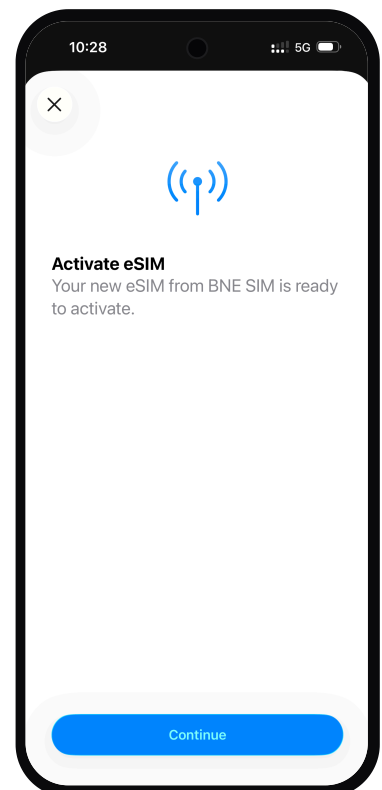 10:28
5G
Activate eSIM
Your new eSIM from BNE SIM is ready
to activate.
Continue